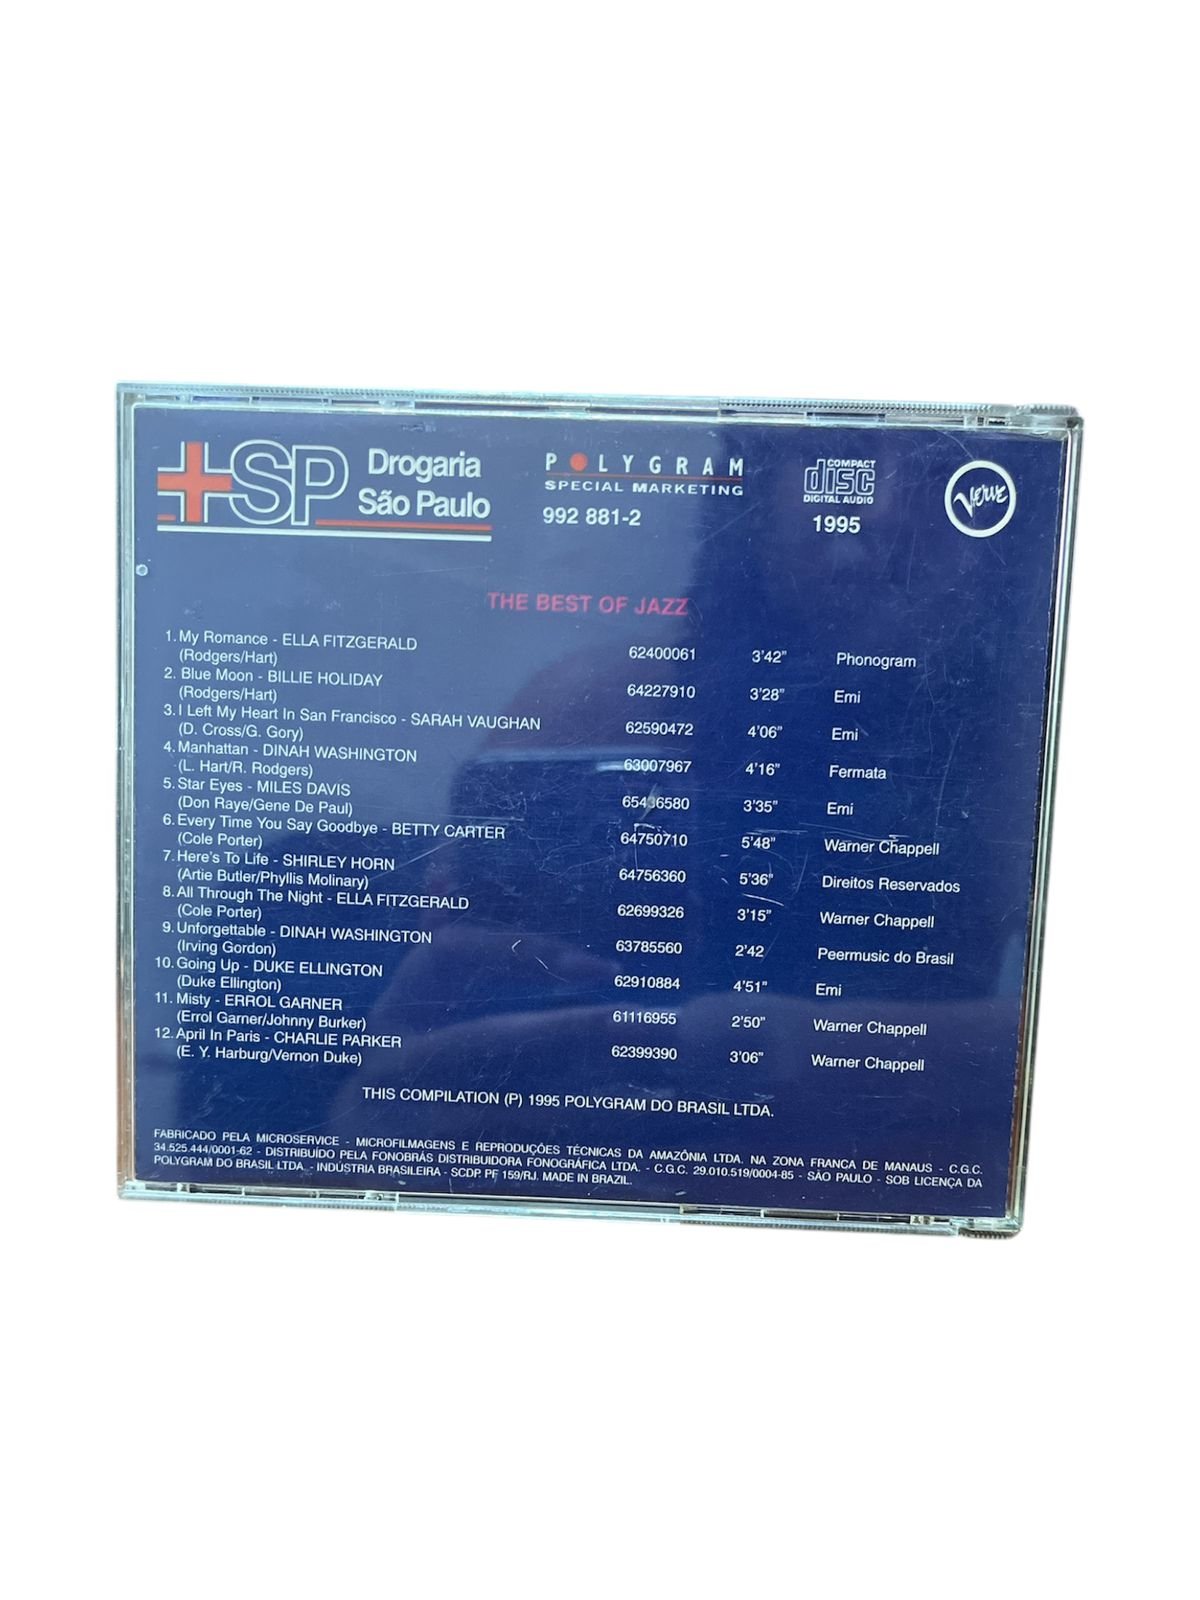 SP Drogaria
São Paulo
POLYGRAM
SPECIAL MARKETING
992 881-2
COMPACT
disc
DIGITAL AUDIO
1995
Verve
THE BEST OF JAZZ
1. My Romance - ELLA FITZGERALD
(Rodgers/Hart) 62400061 3'42" Phonogram
2. Blue Moon - BILLIE HOLIDAY
(Rodgers/Hart) 64227910 3'28" Emi
3. I Left My Heart In San Francisco - SARAH VAUGHAN
(D. Cross/G. Gory) 62590472 4'06" Emi
4. Manhattan - DINAH WASHINGTON
(L. Hart/R. Rodgers) 63007967 4'16" Fermata
5. Star Eyes - MILES DAVIS
(Don Raye/Gene De Paul) 65436580 3'35" Emi
6. Every Time You Say Goodbye - BETTY CARTER
(Cole Porter) 64750710 5'48" Warner Chappell
7. Here's To Life - SHIRLEY HORN
(Artie Butler/Phyllis Molinary) 64756360 5'36" Direitos Reservados
8. All Through The Night - ELLA FITZGERALD
(Cole Porter) 62699326 3'15" Warner Chappell
9. Unforgettable - DINAH WASHINGTON
(Irving Gordon) 63785560 2'42 Peermusic do Brasil
10. Going Up - DUKE ELLINGTON
(Duke Ellington) 62910884 4'51" Emi
11. Misty - ERROL GARNER
(Errol Garner/Johnny Burker) 61116955 2'50" Warner Chappell
12. April In Paris - CHARLIE PARKER
(E. Y. Harburg/Vernon Duke) 62399390 3'06" Warner Chappell
THIS COMPILATION (P) 1995 POLYGRAM DO BRASIL LTDA.
FABRICADO PELA MICROSERVICE - MICROFILMAGENS E REPRODUÇÕES TÉCNICAS DA AMAZÔNIA LTDA. NA ZONA FRANCA DE MANAUS - C.G.C.
34.525.444/0001-62 - DISTRIBUÍDO PELA FONOBRÁS DISTRIBUIDORA FONOGRÁFICA LTDA. - C.G.C. 29.010.519/0004-85 - SÃO PAULO - SOB LICENÇA DA
POLYGRAM DO BRASIL LTDA. - INDÚSTRIA BRASILEIRA - SCDP. PF 159/RJ. MADE IN BRAZIL.